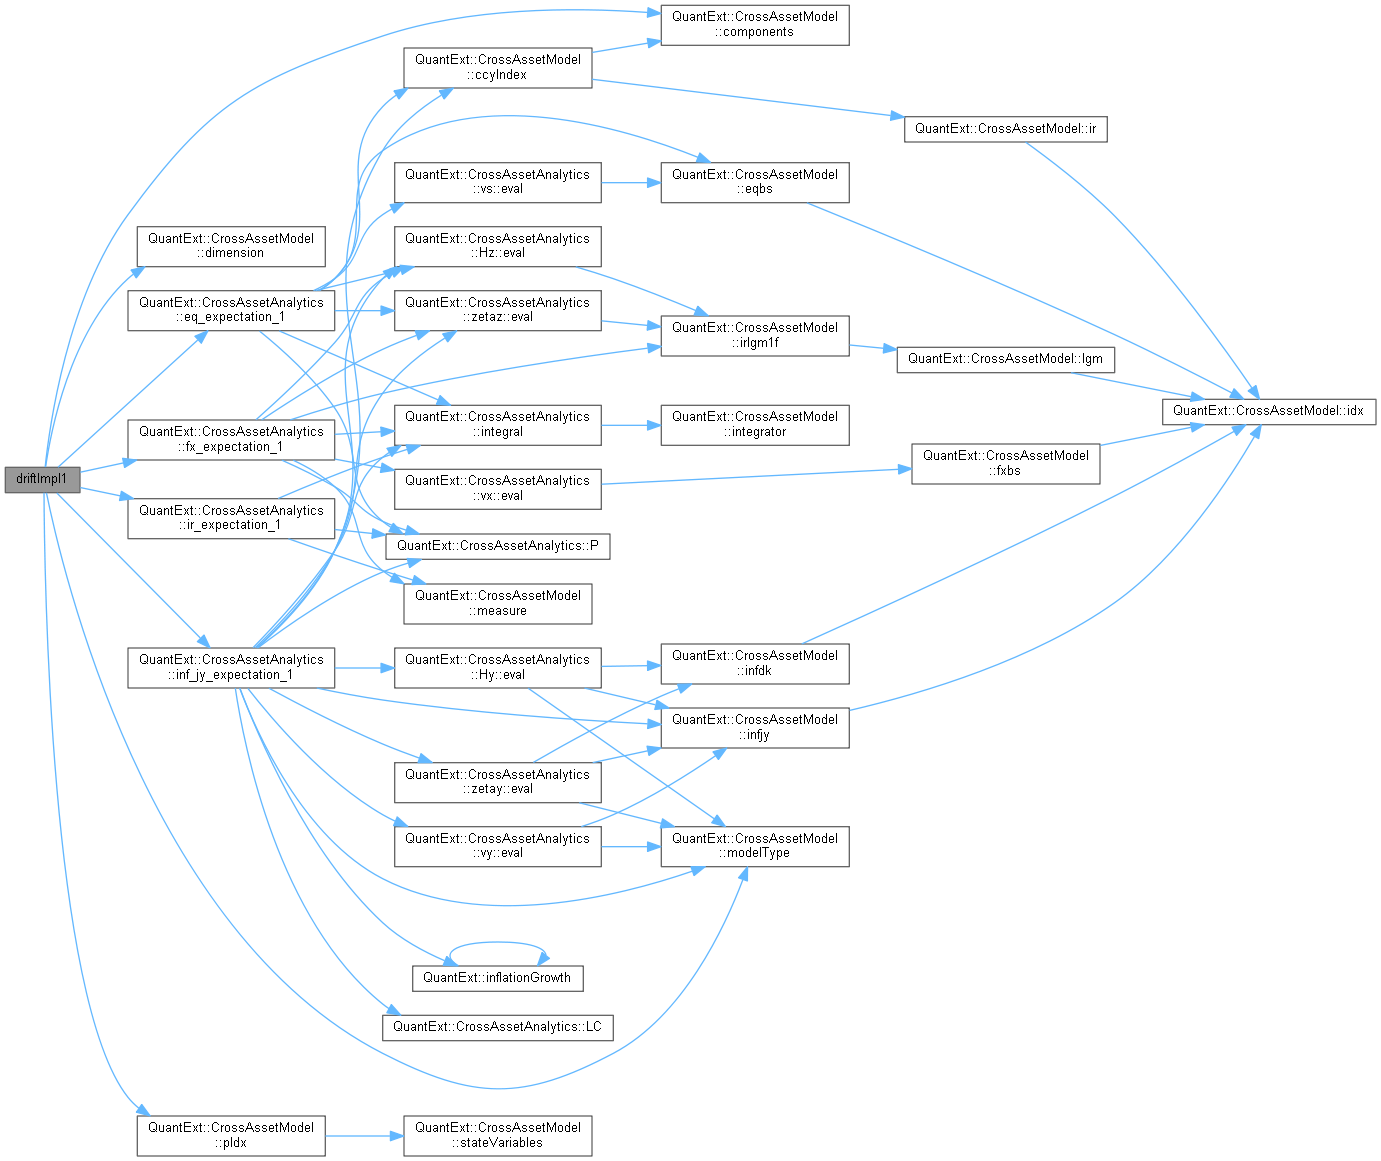 QuantExt::CrossAssetModel
::components
QuantExt::CrossAssetModel
::ccyIndex
QuantExt::CrossAssetModel::ir
QuantExt::CrossAssetAnalytics
::vs::eval
QuantExt::CrossAssetModel
::eqbs
QuantExt::CrossAssetModel
::dimension
QuantExt::CrossAssetAnalytics
::Hz::eval
QuantExt::CrossAssetAnalytics
::eq_expectation_1
QuantExt::CrossAssetAnalytics
::zetaz::eval
QuantExt::CrossAssetModel
::irlgm1f
QuantExt::CrossAssetModel::lgm
QuantExt::CrossAssetModel::idx
QuantExt::CrossAssetAnalytics
::fx_expectation_1
QuantExt::CrossAssetAnalytics
::integral
QuantExt::CrossAssetModel
::integrator
QuantExt::CrossAssetModel
::fxbs
driftImpl1
QuantExt::CrossAssetAnalytics
::vx::eval
QuantExt::CrossAssetAnalytics
::ir_expectation_1
QuantExt::CrossAssetAnalytics::P
QuantExt::CrossAssetModel
::measure
QuantExt::CrossAssetAnalytics
::inf_jy_expectation_1
QuantExt::CrossAssetAnalytics
::Hy::eval
QuantExt::CrossAssetModel
::infdk
QuantExt::CrossAssetModel
::infjy
QuantExt::CrossAssetAnalytics
::zetay::eval
QuantExt::CrossAssetAnalytics
::vy::eval
QuantExt::CrossAssetModel
::modelType
QuantExt::inflationGrowth
QuantExt::CrossAssetAnalytics::LC
QuantExt::CrossAssetModel
::pIdx
QuantExt::CrossAssetModel
::stateVariables